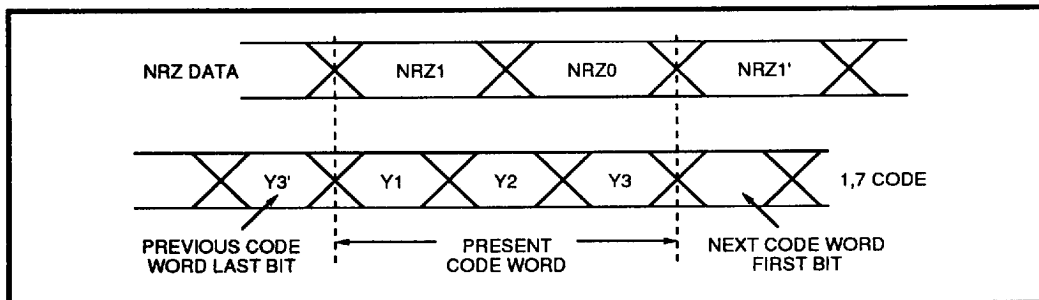 NRZ DATA NRZ1 NRZ0 NRZ1'
Y3' Y1 Y2 Y3 1,7 CODE
PREVIOUS CODE
WORD LAST BIT
PRESENT
CODE WORD
NEXT CODE WORD
FIRST BIT